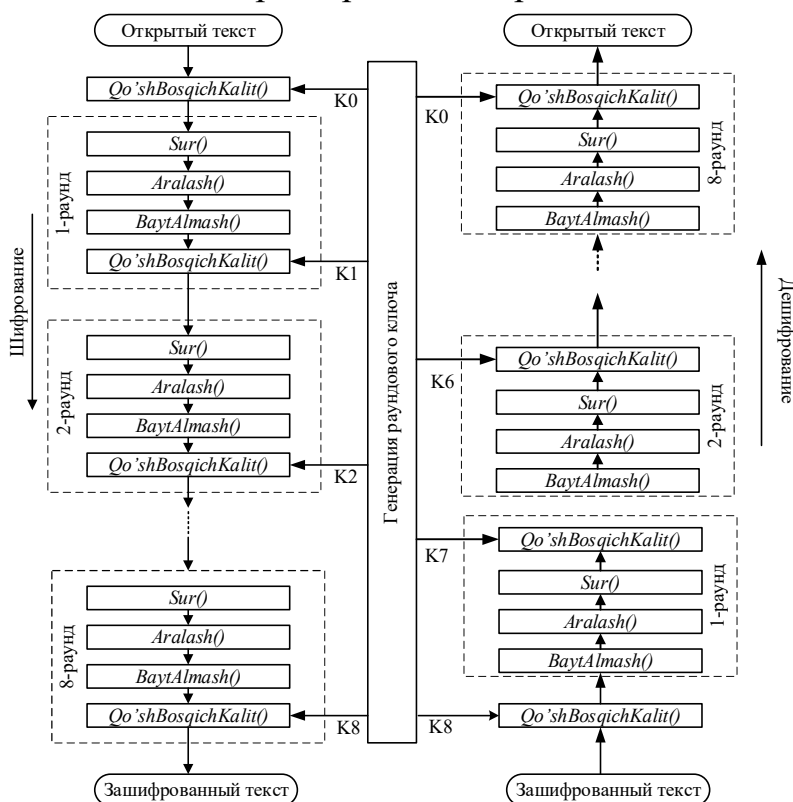 Открытый текст
Qo'shBosqichKalit()
K0
1-раунд
Sur()
Aralash()
BaytAlmash()
Qo'shBosqichKalit()
K1
Шифрование
2-раунд
Sur()
Aralash()
BaytAlmash()
Qo'shBosqichKalit()
K2
8-раунд
Sur()
Aralash()
BaytAlmash()
Qo'shBosqichKalit()
K8
Зашифрованный текст
Генерация раундового ключа
Открытый текст
K0
Qo'shBosqichKalit()
Sur()
Aralash()
BaytAlmash()
8-раунд
Дешифрование
K6
Qo'shBosqichKalit()
Sur()
Aralash()
BaytAlmash()
2-раунд
K7
Qo'shBosqichKalit()
Sur()
Aralash()
BaytAlmash()
1-раунд
K8
Qo'shBosqichKalit()
Зашифрованный текст